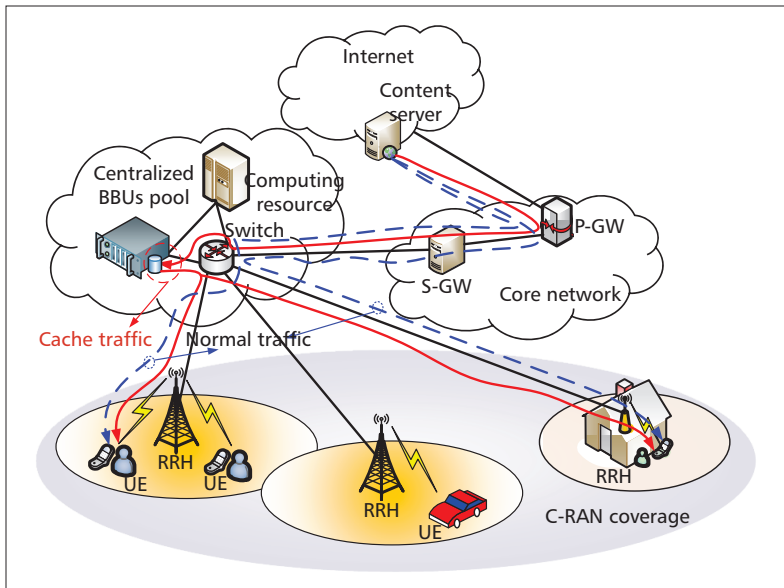 Internet
Content
server
Centralized
BBUs pool
Computing
resource
Switch
P-GW
S-GW
Core network
Cache traffic
Normal traffic
RRH
UE
UE
RRH
UE
RRH
C-RAN coverage